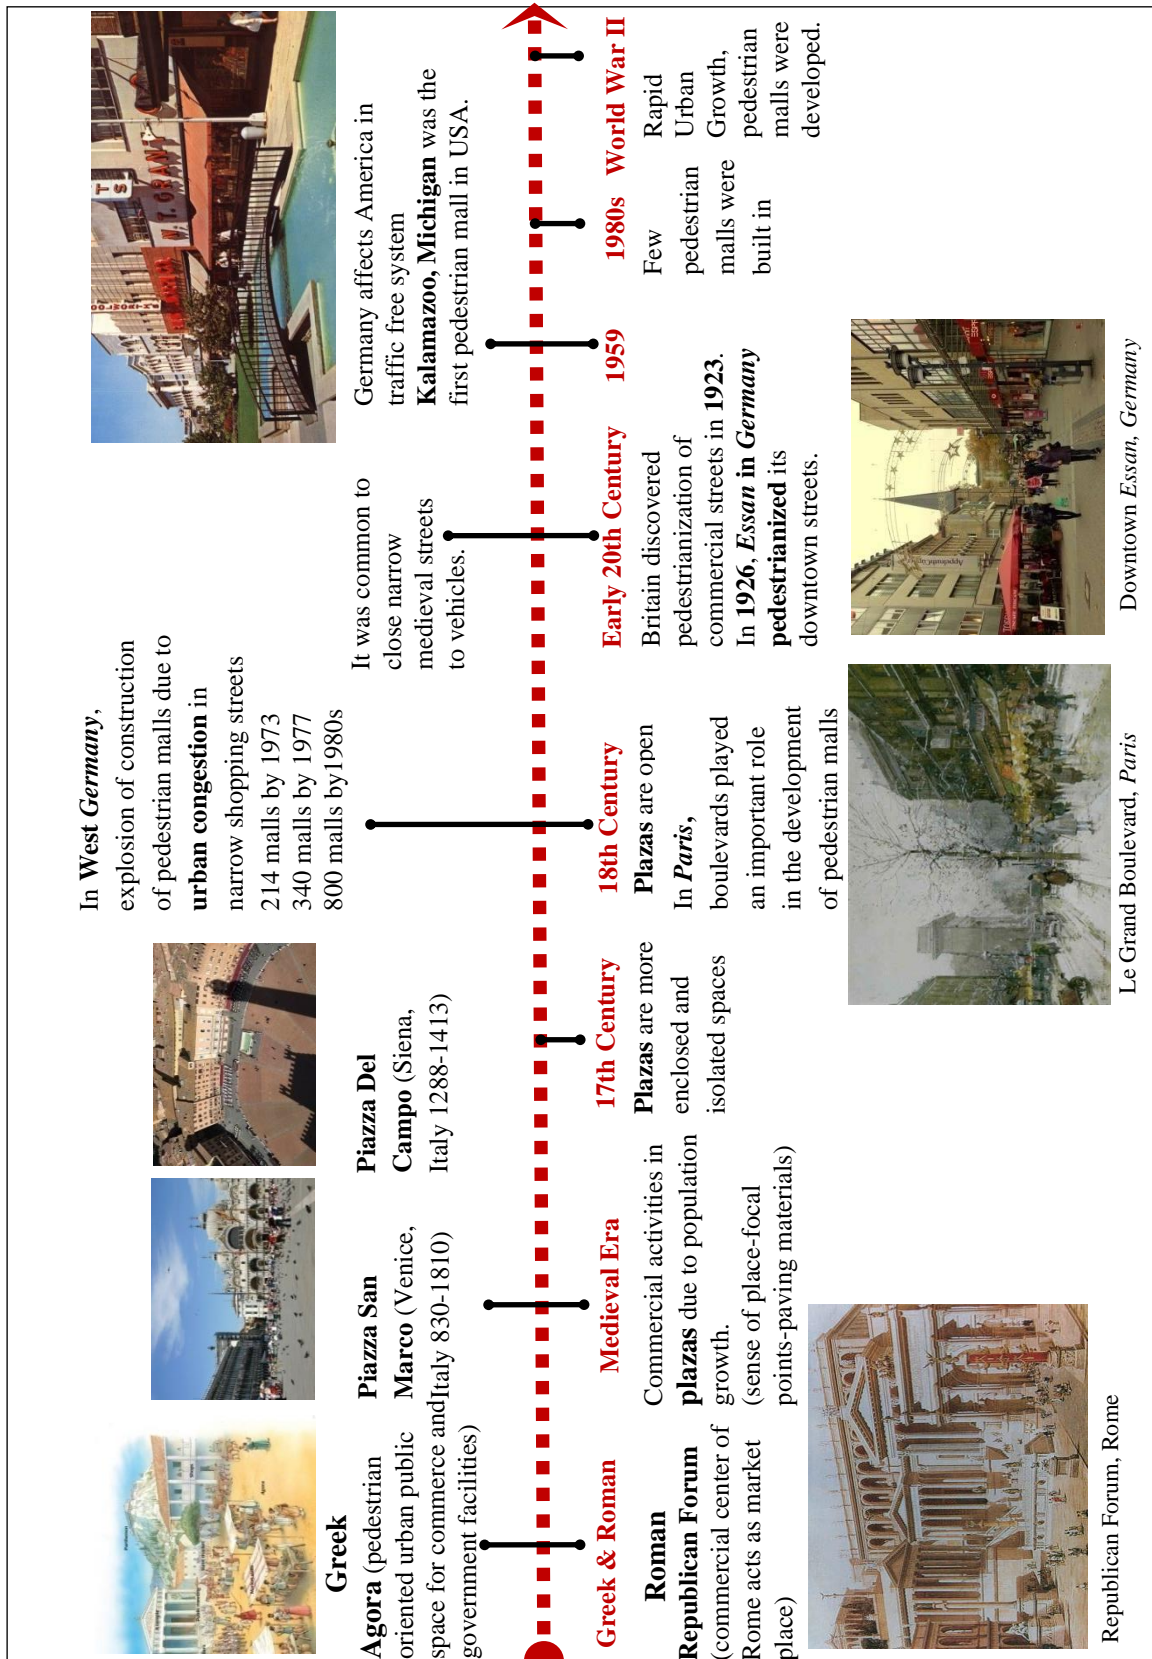 Greek
Agora (pedestrian
oriented urban public
space for commerce and
government facilities)
Piazza San
Marco (Venice,
Italy 830-1810)
Piazza Del
Campo (Siena,
Italy 1288-1413)
In West Germany,
explosion of construction
of pedestrian malls due to
urban congestion in
narrow shopping streets
214 malls by 1973
340 malls by 1977
800 malls by1980s
It was common to
close narrow
medieval streets
to vehicles.
W. T. GRANT
TS
Germany affects America in
traffic free system
Kalamazoo, Michigan was the
first pedestrian mall in USA.
Greek & Roman
Medieval Era
17th Century
18th Century
Early 20th Century
1959
1980s
World War II
Roman
Republican Forum
(commercial center of
Rome acts as market
place)
Commercial activities in
plazas due to population
growth.
(sense of place-focal
points-paving materials)
Plazas are more
enclosed and
isolated spaces
Plazas are open
In Paris,
boulevards played
an important role
in the development
of pedestrian malls
Britain discovered
pedestrianization of
commercial streets in 1923.
In 1926, Essan in Germany
pedestrianized its
downtown streets.
Few
pedestrian
malls were
built in
Rapid
Urban
Growth,
pedestrian
malls were
developed.
Republican Forum, Rome
Le Grand Boulevard, Paris
Downtown Essan, Germany